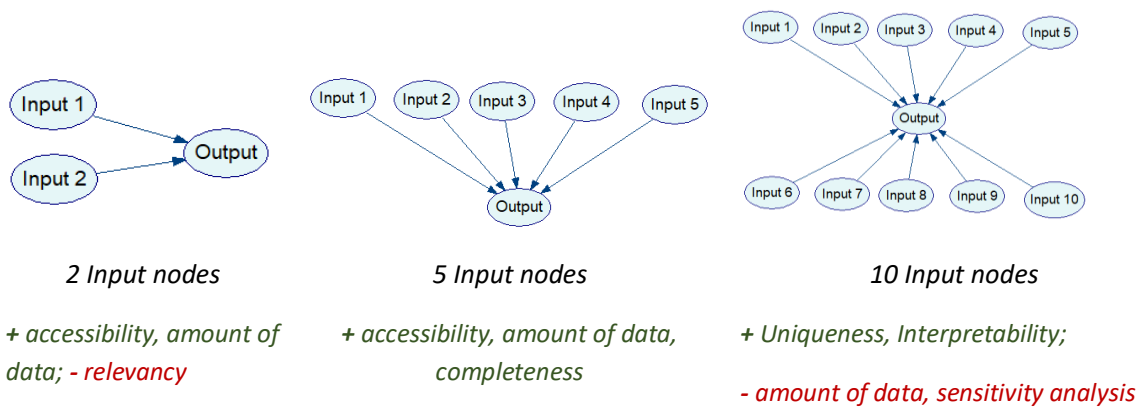 Input 1
Input 2
Output
2 Input nodes
+ accessibility, amount of
data; - relevancy
Input 1
Input 2
Input 3
Input 4
Input 5
Output
5 Input nodes
+ accessibility, amount of data,
completeness
Input 1
Input 2
Input 3
Input 4
Input 5
Output
Input 6
Input 7
Input 8
Input 9
Input 10
10 Input nodes
+ Uniqueness, Interpretability;
- amount of data, sensitivity analysis